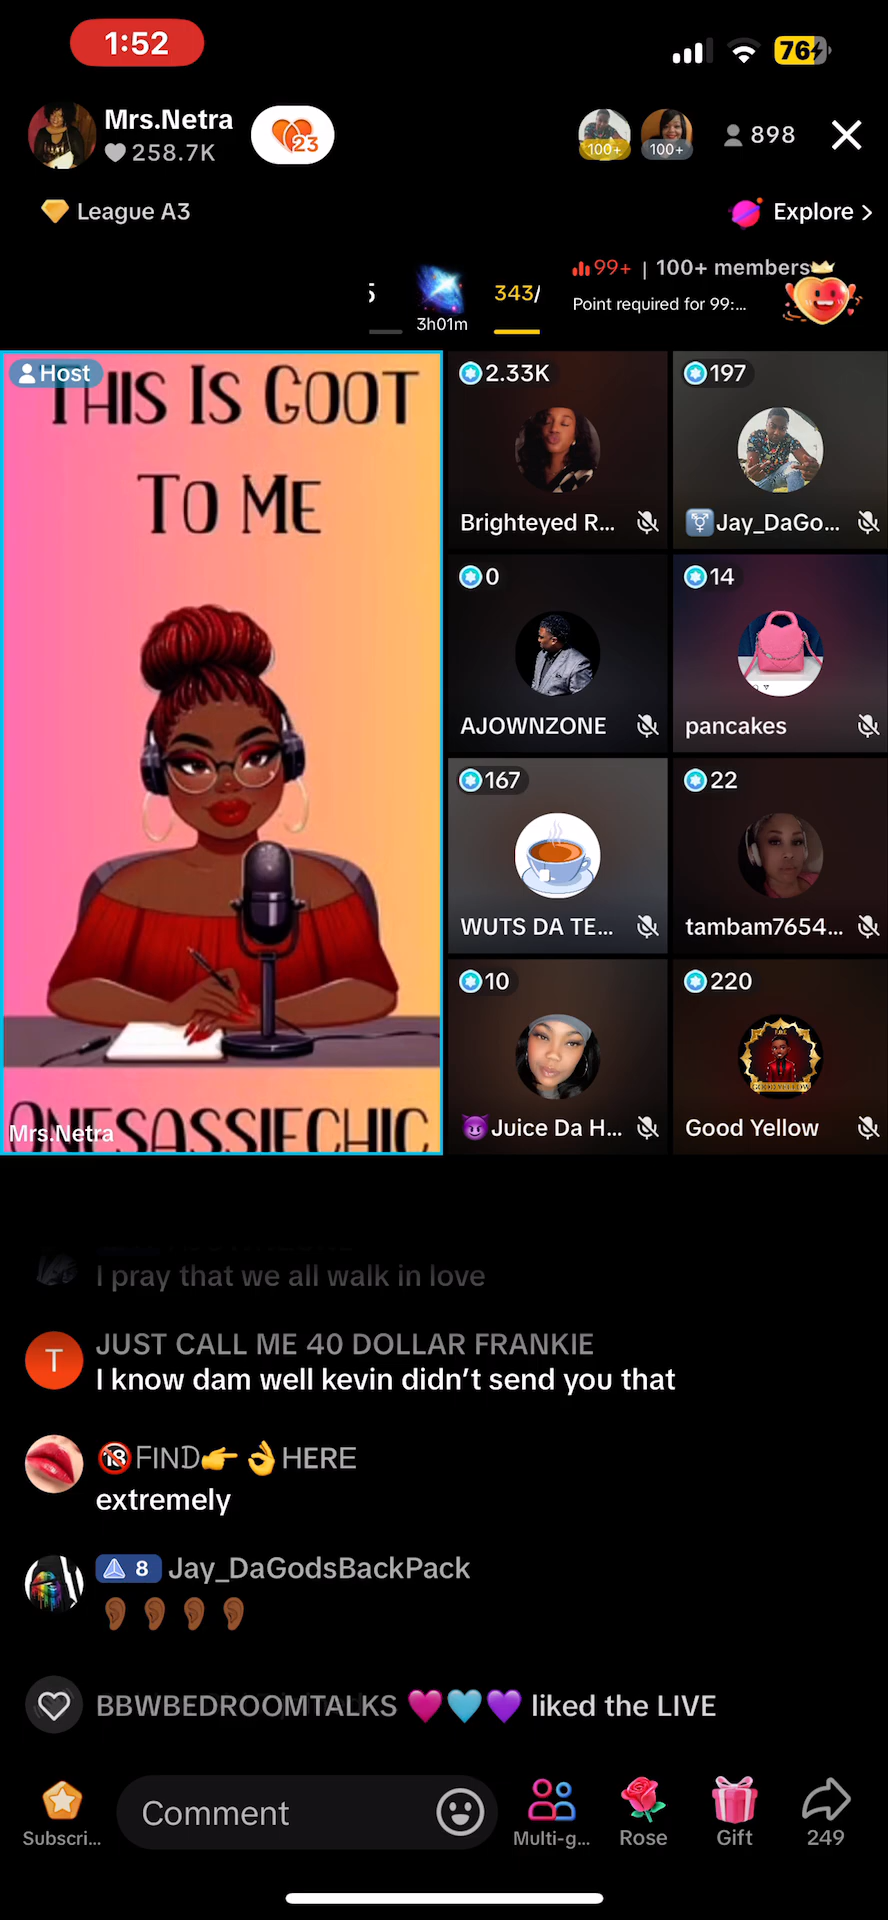 1:52
76
Mrs.Netra
258.7K
23
100+
100+
898
League A3
Explore >
5
3h01m
343/
99+ | 100+ members
Point required for 99:...
Host
THIS IS GOOT
TO ME
ONESASSIECHIC
Mrs.Netra
2.33K
Brighteyed R...
197
Jay_DaGo...
0
AJOWNZONE
14
pancakes
167
WUTS DA TE...
22
tambam7654...
10
😈Juice Da H...
220
GOOD YELLOW
Good Yellow
I pray that we all walk in love
T
JUST CALL ME 40 DOLLAR FRANKIE
I know dam well kevin didn't send you that
🔞FIND👉👌HERE
extremely
8 Jay_DaGodsBackPack
👂🏾👂🏾👂🏾👂🏾
BBWBEDROOMTALKS 🩷🩵💜 liked the LIVE
Subscri...
Comment
Multi-g...
Rose
Gift
249